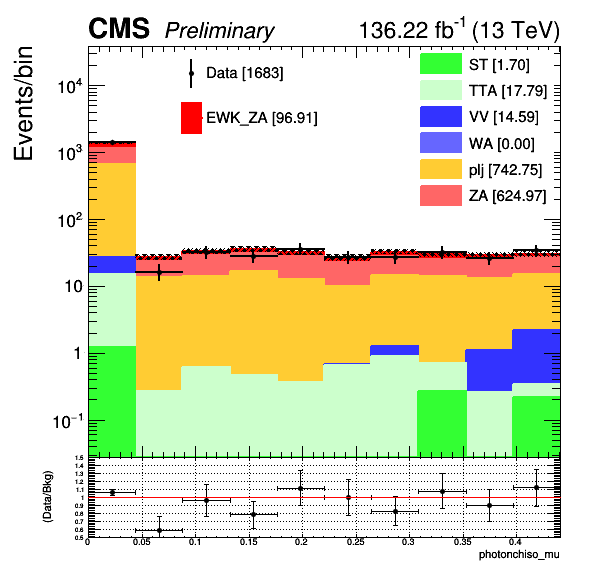 CMS Preliminary 136.22 fb⁻¹ (13 TeV)
Events/bin
Data [1683]
EWK_ZA [96.91]
ST [1.70]
TTA [17.79]
VV [14.59]
WA [0.00]
plj [742.75]
ZA [624.97]
10⁴
10³
10²
10
1
10⁻¹
(Data/Bkg)
1.5
1.4
1.3
1.2
1.1
1
0.9
0.8
0.7
0.6
0.5
0 0.05 0.1 0.15 0.2 0.25 0.3 0.35 0.4
photonchiso_mu